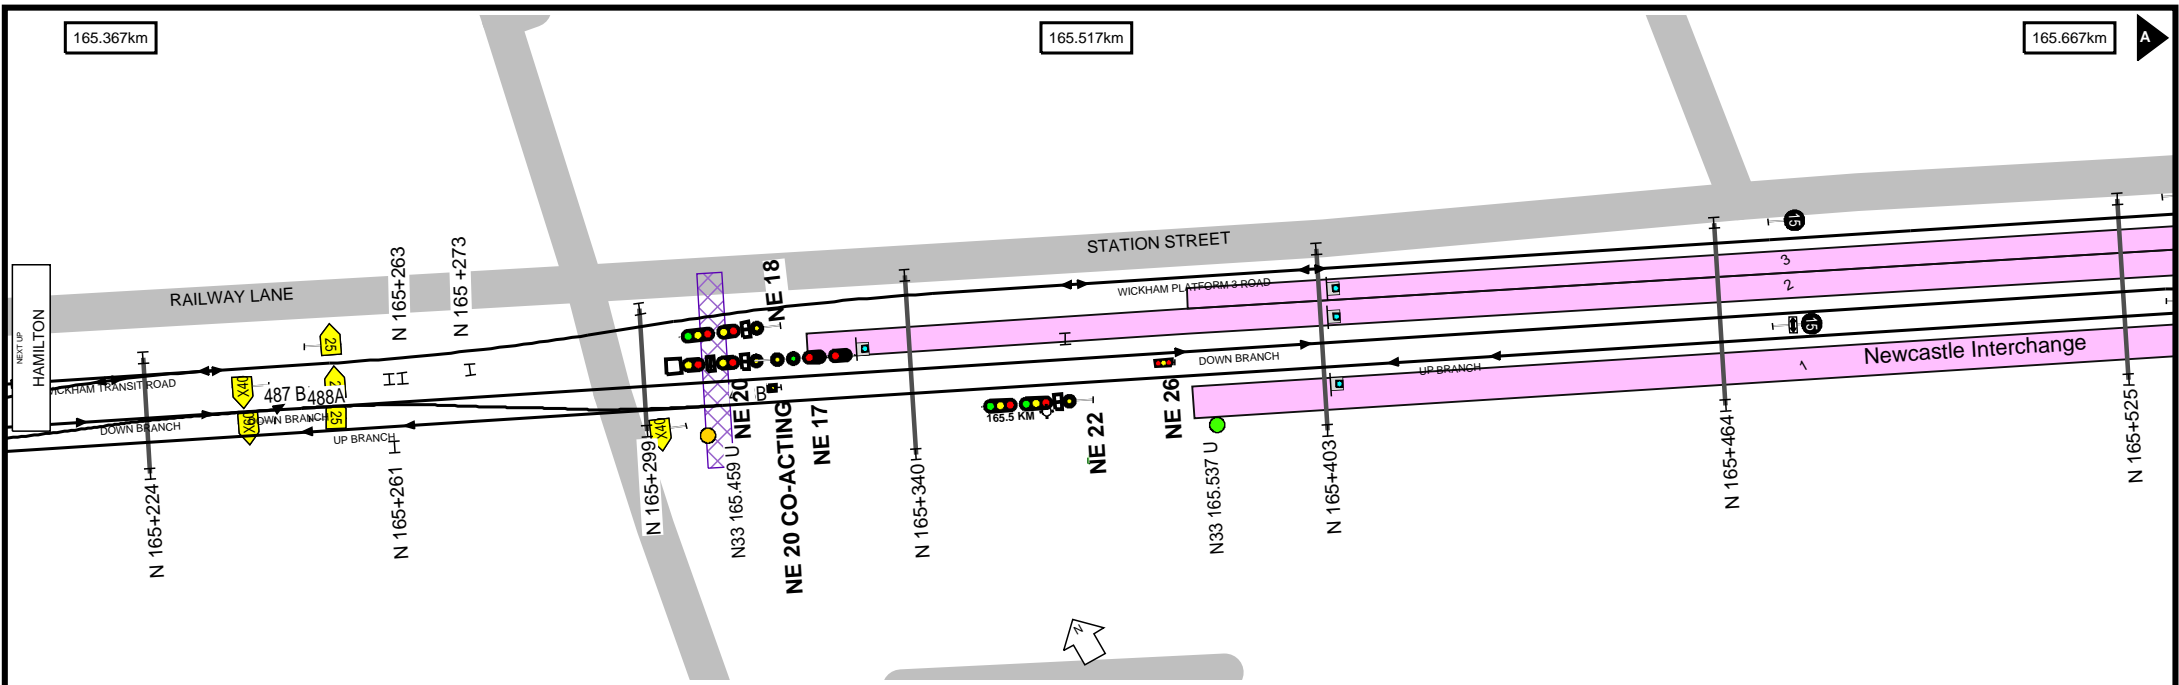 165.367km
165.517km
165.667km
A
NEXT UP
HAMILTON
RAILWAY LANE
STATION STREET
N 165+263
N 165 +273
NE 18
WICKHAM PLATFORM 3 ROAD
15
3
2
25
WICKHAM TRANSIT ROAD
X40
487 B
488A
25
X60
DOWN BRANCH
DOWN BRANCH
UP BRANCH
X40
B
NE 20
NE 17
NE 20 CO-ACTING
165.5 KM
NE 22
NE 26
DOWN BRANCH
UP BRANCH
15
1
Newcastle Interchange
N 165+224
N 165+261
N 165+299
N33 165.459 U
N 165+340
N33 165.537 U
N 165+403
N 165+464
N 165+525
N